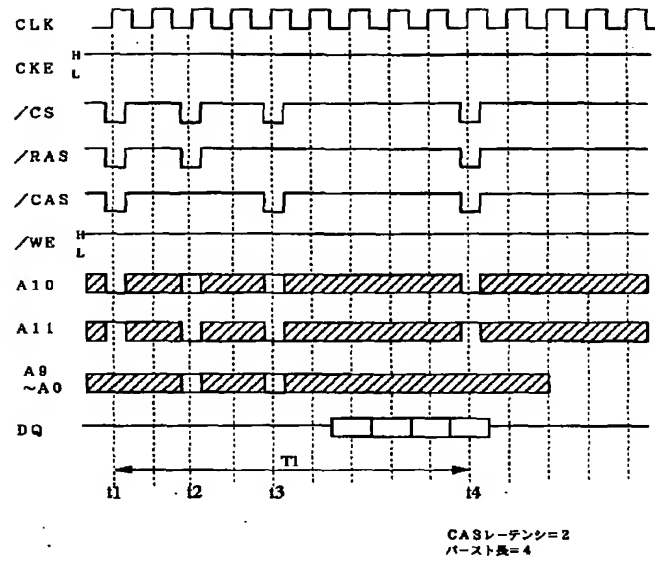 CLK
CKE H L
/CS
/RAS
/CAS
/WE H L
A10
A11
A9
～A0
DQ
T1
t1 t2 t3 t4
CASレーテンシ=2
バースト長=4